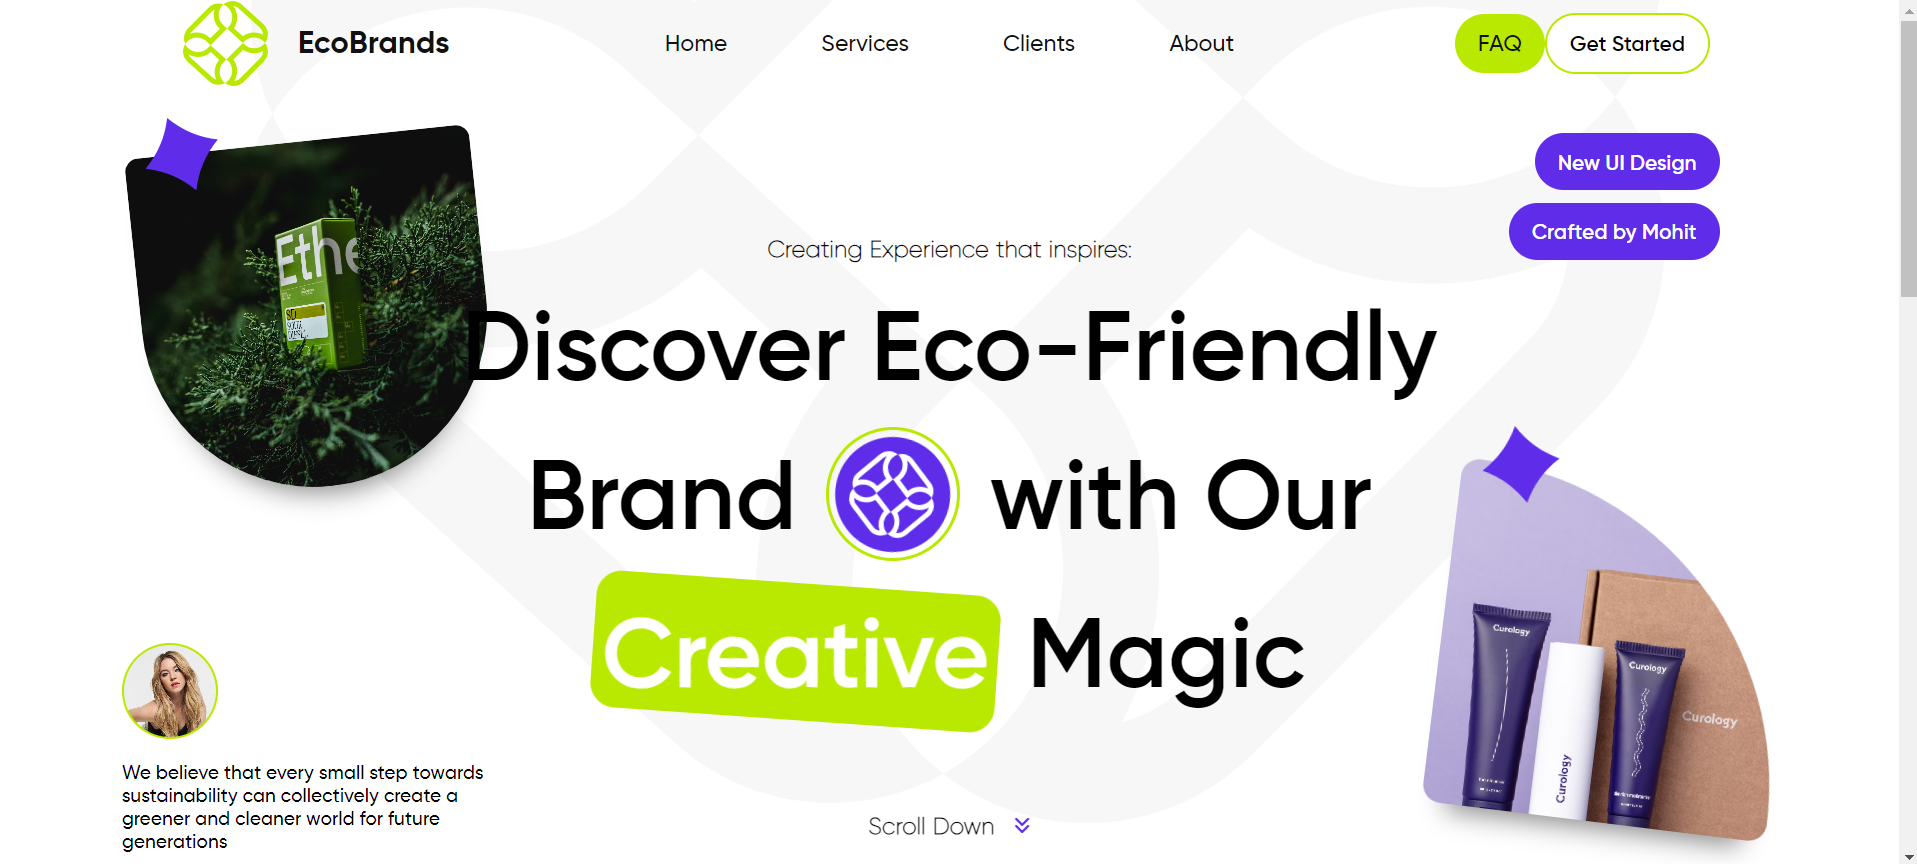 EcoBrands
Home
Services
Clients
About
FAQ
Get Started
New UI Design
Crafted by Mohit
Ethe
SD
Creating Experience that inspires:
Discover Eco-Friendly
Brand with Our
Creative Magic
Curology
Curology
Curology
Curology
We believe that every small step towards
sustainability can collectively create a
greener and cleaner world for future
generations
Scroll Down